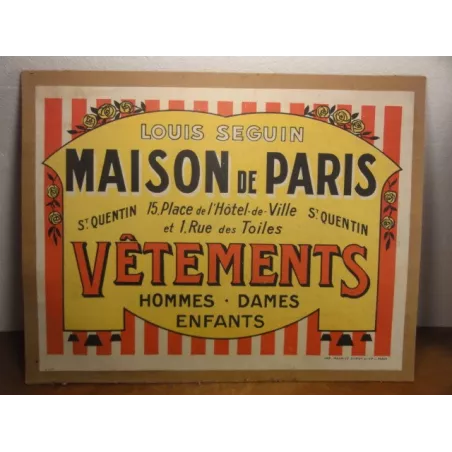 LOUIS SEGUIN
MAISON DE PARIS
ST QUENTIN 15, Place de l'Hôtel-de-Ville ST QUENTIN
et 1, Rue des Toiles
VÊTEMENTS
HOMMES · DAMES
ENFANTS